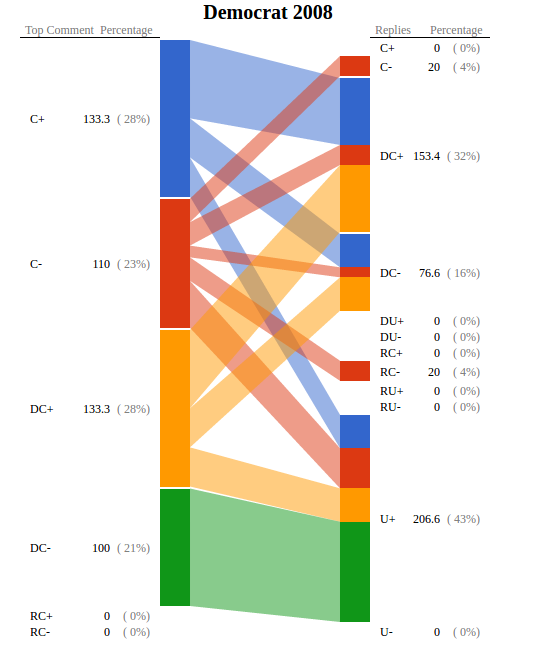 Democrat 2008
Top Comment Percentage Replies Percentage
C+ 0 ( 0%)
C- 20 ( 4%)
C+ 133.3 ( 28%)
DC+ 153.4 ( 32%)
C- 110 ( 23%)
DC- 76.6 ( 16%)
DU+ 0 ( 0%)
DU- 0 ( 0%)
RC+ 0 ( 0%)
RC- 20 ( 4%)
RU+ 0 ( 0%)
RU- 0 ( 0%)
DC+ 133.3 ( 28%)
U+ 206.6 ( 43%)
DC- 100 ( 21%)
RC+ 0 ( 0%)
RC- 0 ( 0%)
U- 0 ( 0%)